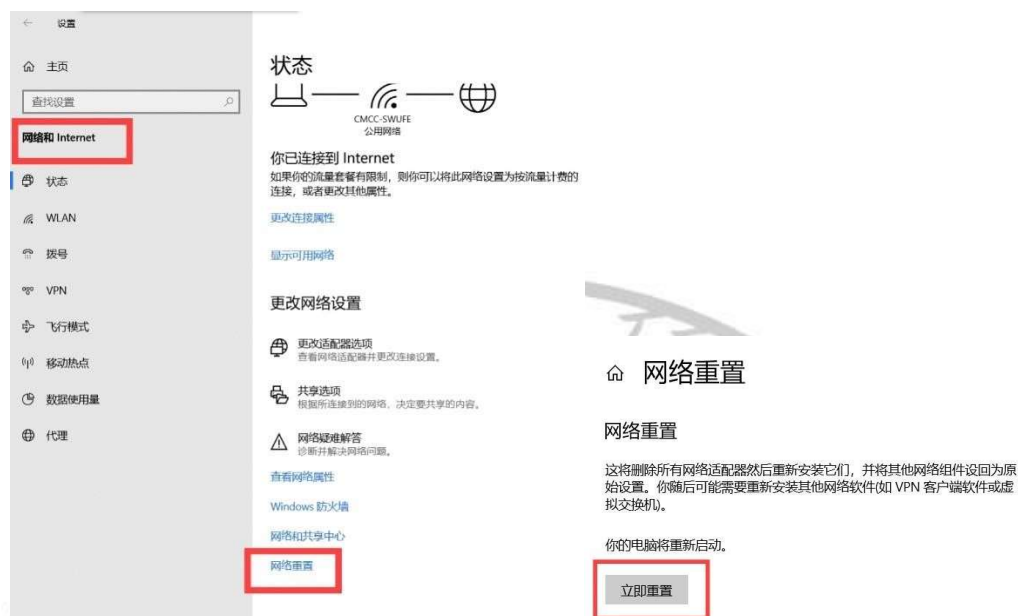 设置
主页
查找设置
网络和 Internet
状态
WLAN
拨号
VPN
飞行模式
移动热点
数据使用量
代理
状态
CMCC-SWUFE
公用网络
你已连接到 Internet
如果你的流量套餐有限制，则你可以将此网络设置为按流量计费的
连接，或者更改其他属性。
更改连接属性
显示可用网络
更改网络设置
更改适配器选项
查看网络适配器并更改连接设置。
共享选项
根据所连接到的网络，决定要共享的内容。
网络疑难解答
诊断并解决网络问题。
查看网络属性
Windows 防火墙
网络和共享中心
网络重置
网络重置
网络重置
这将删除所有网络适配器然后重新安装它们，并将其他网络组件设回为原
始设置。你随后可能需要重新安装其他网络软件(如 VPN 客户端软件或虚
拟交换机)。
你的电脑将重新启动。
立即重置